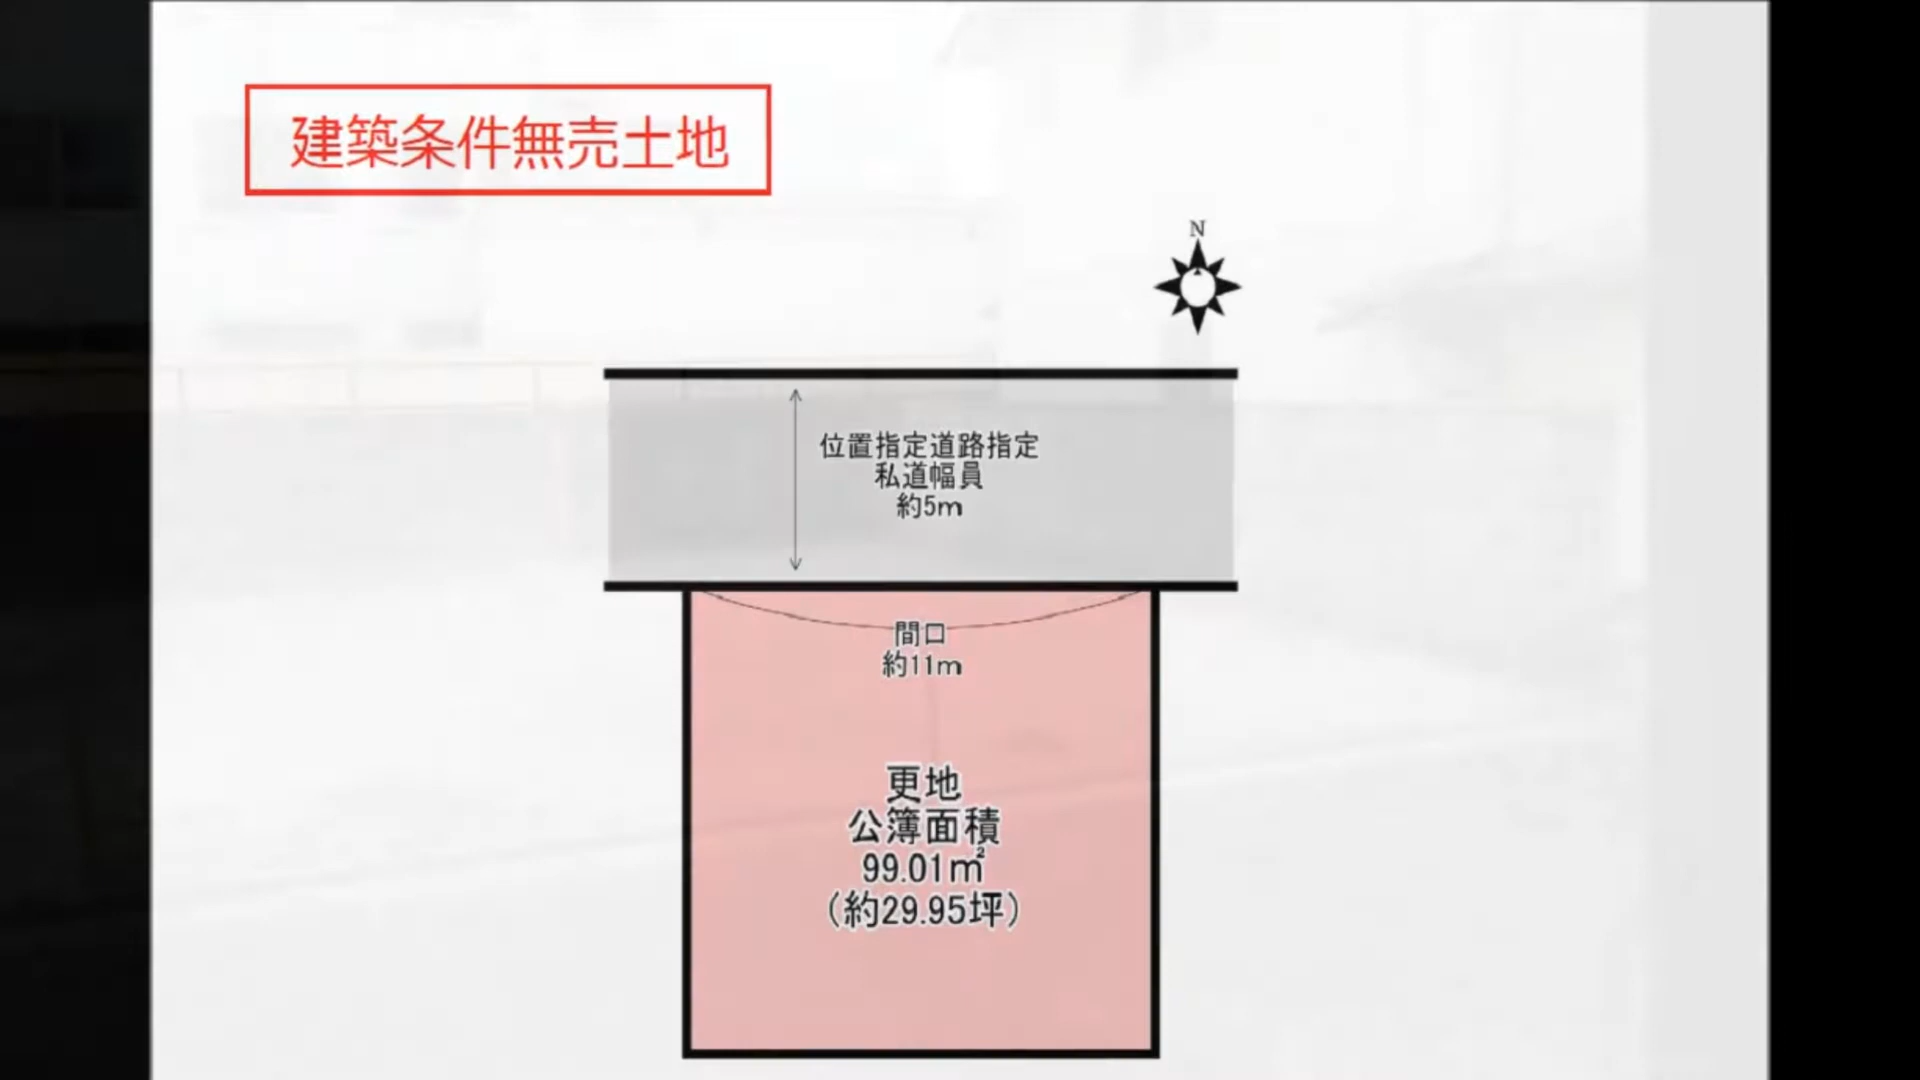 建築条件無売土地
N
位置指定道路指定
私道幅員
約5m
間口
約11m
更地
公簿面積
99.01㎡
（約29.95坪）